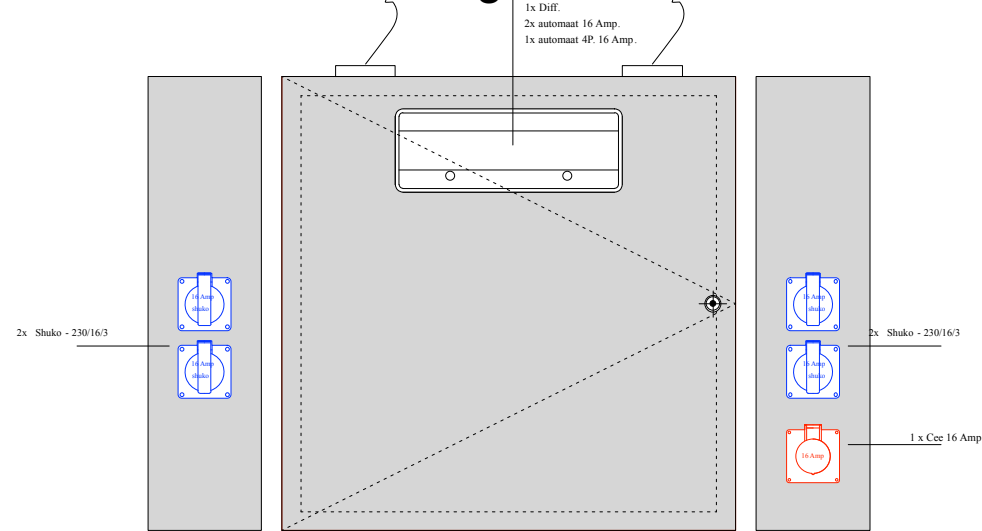 1x Diff.
2x automaat 16 Amp.
1x automaat 4P. 16 Amp.
16 Amp
shuko
16 Amp
shuko
2x Shuko - 230/16/3
16 Amp
shuko
2x Shuko - 230/16/3
16 Amp
shuko
1 x Cee 16 Amp
16 Amp